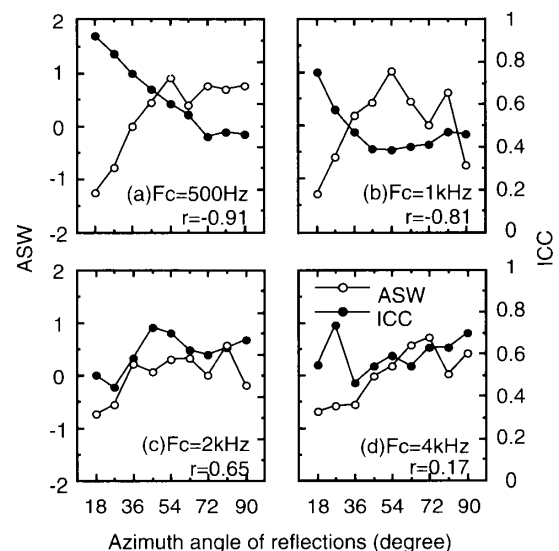 2
1
0
-1
-2
ASW
(a)Fc=500Hz
r=-0.91
(b)Fc=1kHz
r=-0.81
1
0.8
0.6
0.4
0.2
0
ICC
2
1
0
-1
-2
(c)Fc=2kHz
r=0.65
ASW
ICC
(d)Fc=4kHz
r=0.17
1
0.8
0.6
0.4
0.2
0
18 36 54 72 90
18 36 54 72 90
Azimuth angle of reflections (degree)